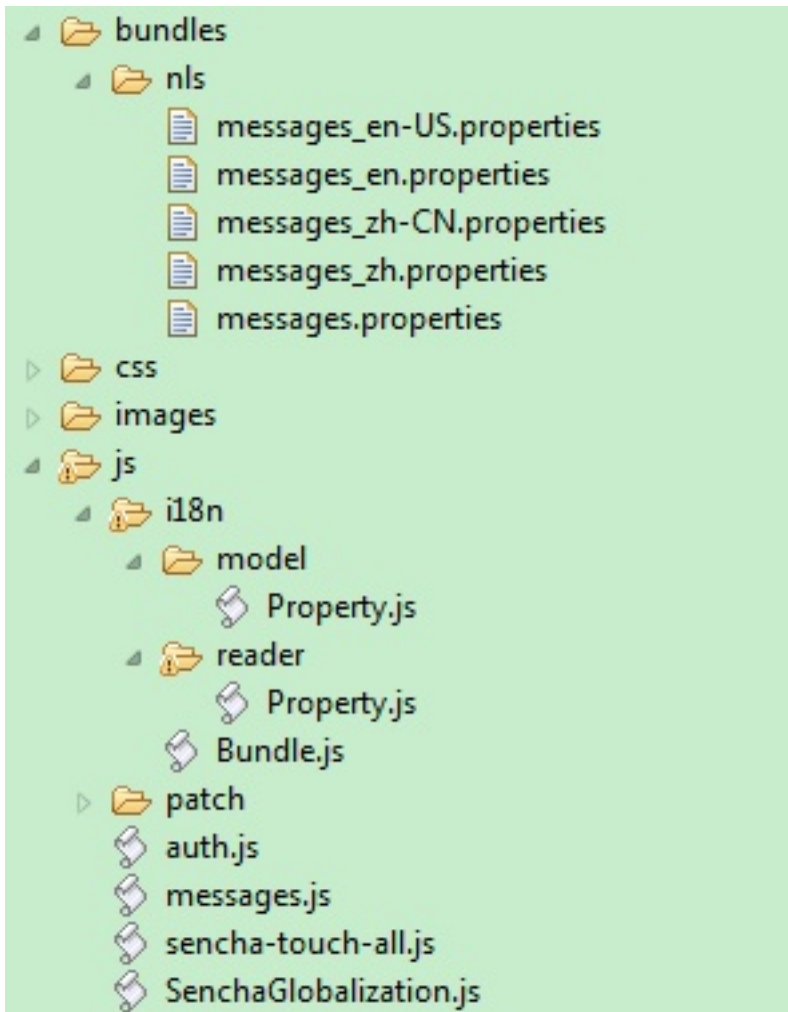 bundles
nls
messages_en-US.properties
messages_en.properties
messages_zh-CN.properties
messages_zh.properties
messages.properties
css
images
js
i18n
model
Property.js
reader
Property.js
Bundle.js
patch
auth.js
messages.js
sencha-touch-all.js
SenchaGlobalization.js